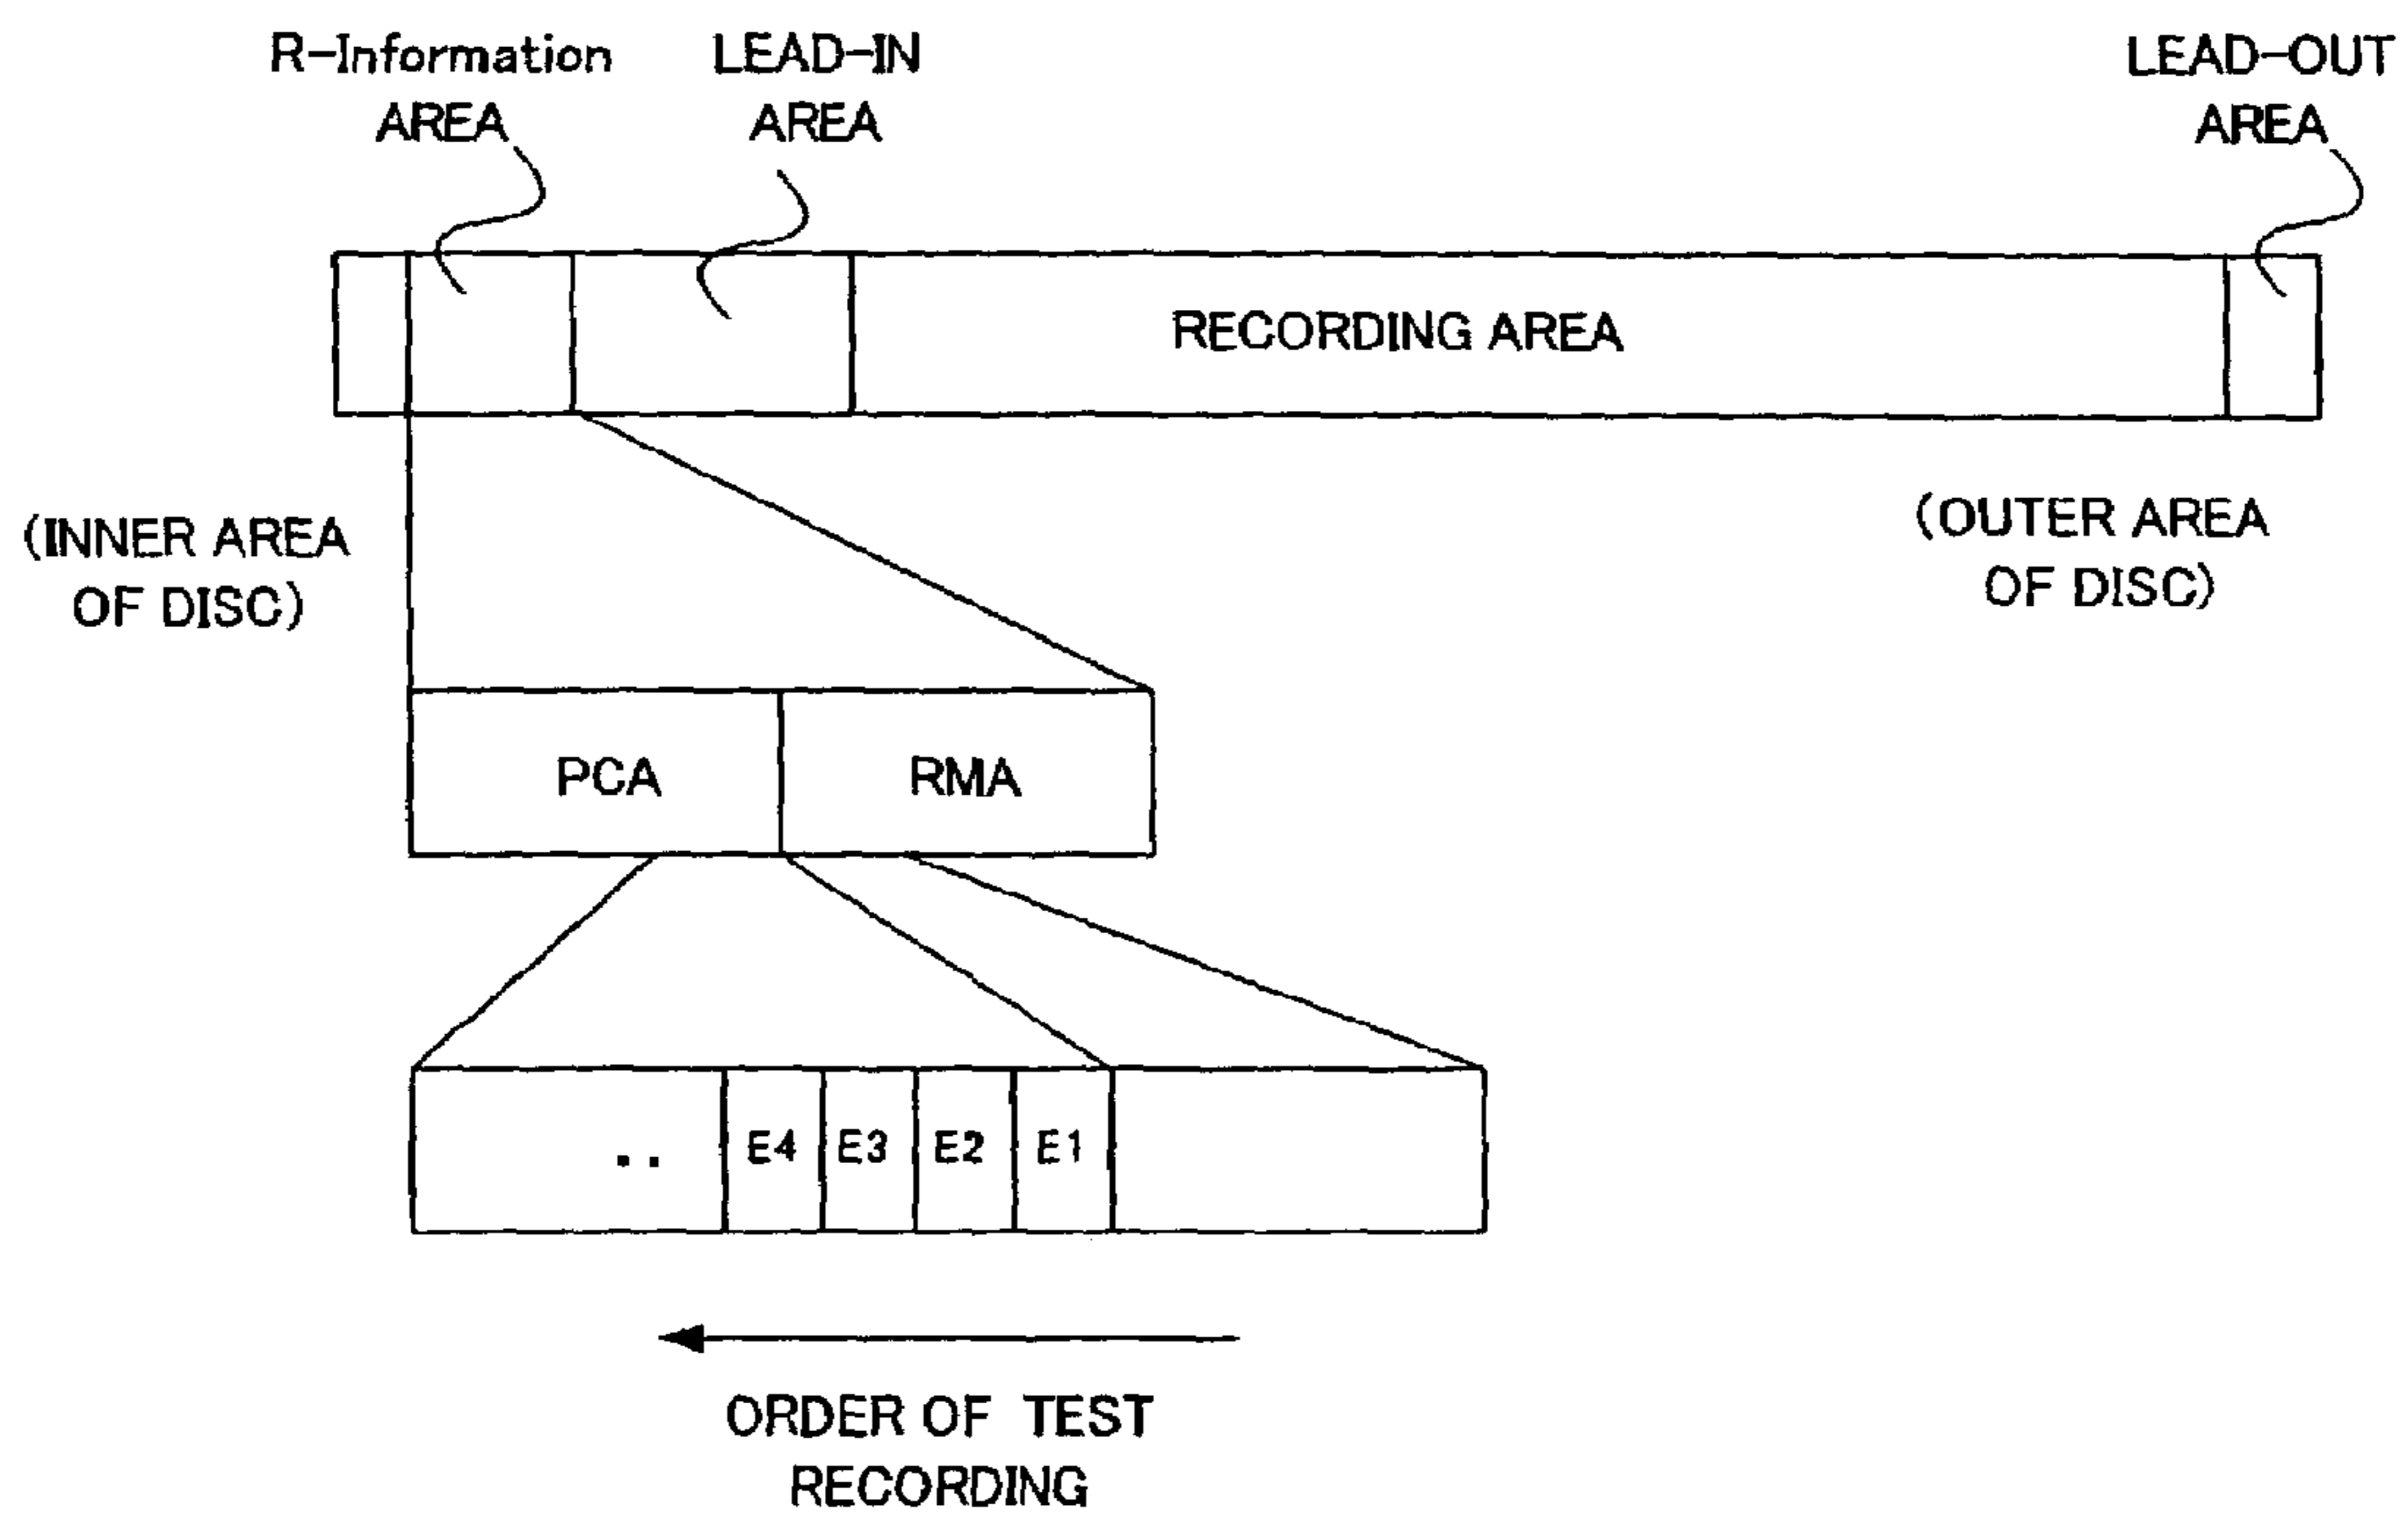 R-Information
AREA
LEAD-IN
AREA
LEAD-OUT
AREA
RECORDING AREA
(INNER AREA
OF DISC)
(OUTER AREA
OF DISC)
PCA
RMA
..
E4
E3
E2
E1
ORDER OF TEST
RECORDING